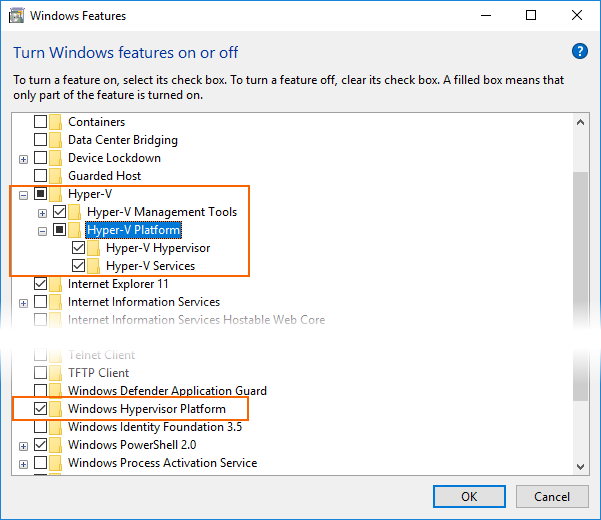 Windows Features
Turn Windows features on or off
?
To turn a feature on, select its check box. To turn a feature off, clear its check box. A filled box means that
only part of the feature is turned on.
Containers
Data Center Bridging
Device Lockdown
Guarded Host
Hyper-V
Hyper-V Management Tools
Hyper-V Platform
Hyper-V Hypervisor
Hyper-V Services
Internet Explorer 11
Internet Information Services
Internet Information Services Hostable Web Core
Telnet Client
TFTP Client
Windows Defender Application Guard
Windows Hypervisor Platform
Windows Identity Foundation 3.5
Windows PowerShell 2.0
Windows Process Activation Service
OK
Cancel